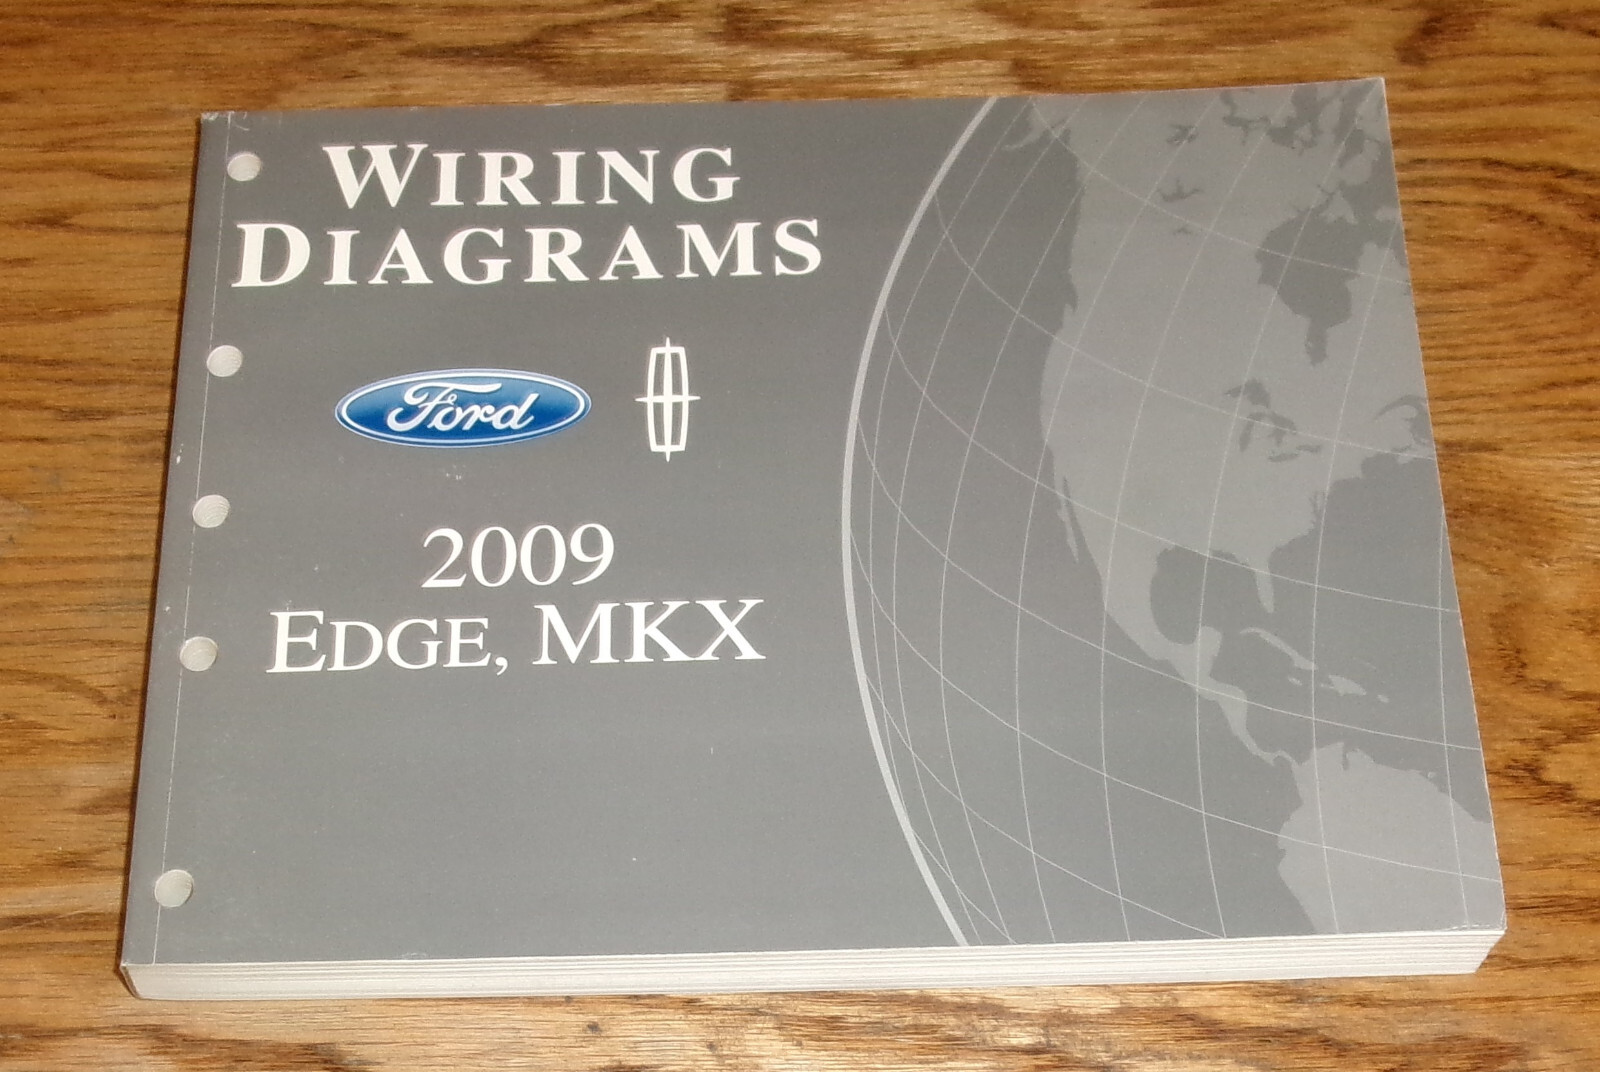 WIRING
DIAGRAMS
Ford
2009
EDGE, MKX